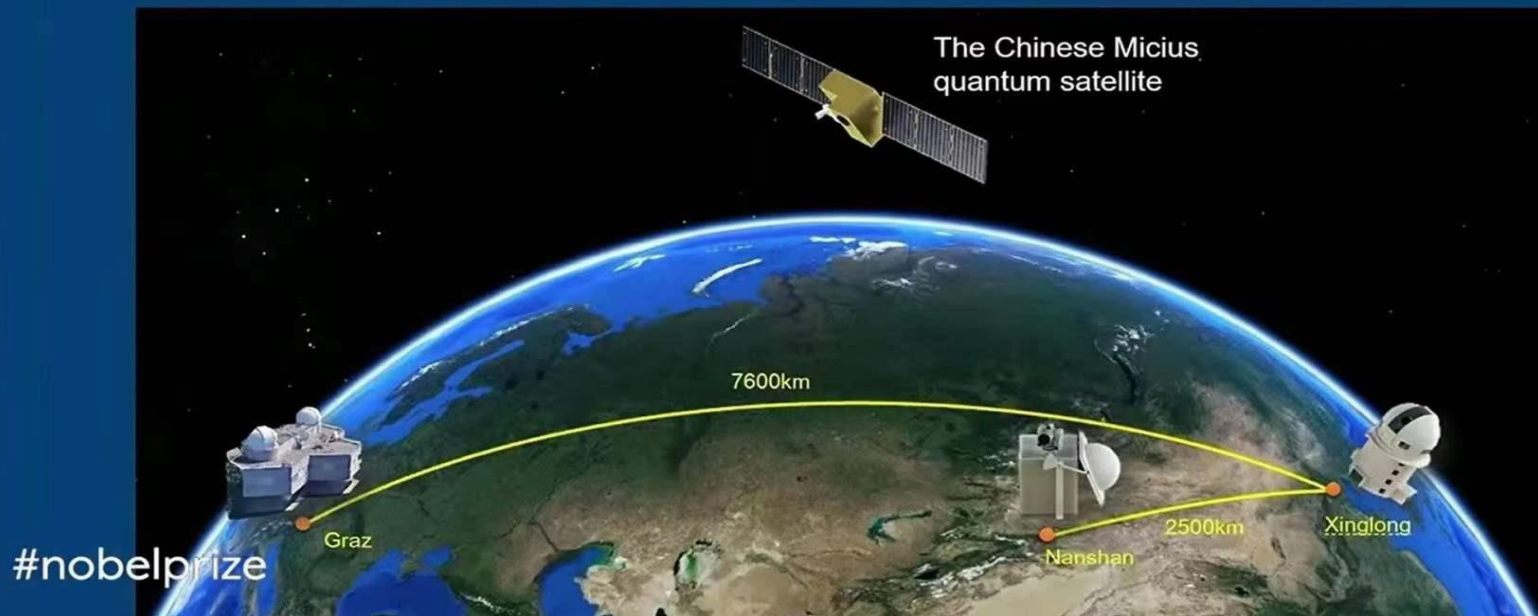 The Chinese Micius
quantum satellite
7600km
Graz
Nanshan
2500km
Xinglong
#nobelprize